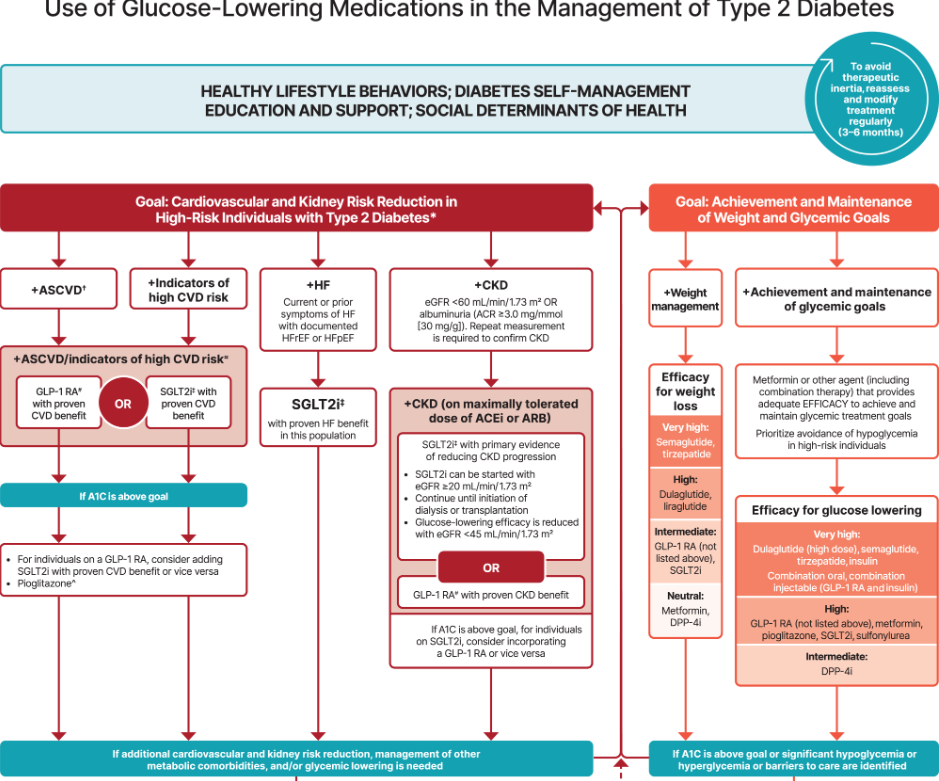 Use of Glucose-Lowering Medications in the Management of Type 2 Diabetes
HEALTHY LIFESTYLE BEHAVIORS; DIABETES SELF-MANAGEMENT
EDUCATION AND SUPPORT; SOCIAL DETERMINANTS OF HEALTH
To avoid
therapeutic
inertia, reassess
and modify
treatment
regularly
(3–6 months)
Goal: Cardiovascular and Kidney Risk Reduction in
High-Risk Individuals with Type 2 Diabetes*
+ASCVD†
+Indicators of
high CVD risk
+ASCVD/indicators of high CVD risk*
GLP-1 RA#
with proven
CVD benefit
OR
SGLT2i‡ with
proven CVD
benefit
If A1C is above goal
• For individuals on a GLP-1 RA, consider adding
SGLT2i with proven CVD benefit or vice versa
• Pioglitazone^
+HF
Current or prior
symptoms of HF
with documented
HFrEF or HFpEF
SGLT2i‡
with proven HF benefit
in this population
+CKD
eGFR <60 mL/min/1.73 m² OR
albuminuria (ACR ≥3.0 mg/mmol
[30 mg/g]). Repeat measurement
is required to confirm CKD
+CKD (on maximally tolerated
dose of ACEi or ARB)
SGLT2i‡ with primary evidence
of reducing CKD progression
• SGLT2i can be started with
eGFR ≥20 mL/min/1.73 m²
• Continue until initiation of
dialysis or transplantation
• Glucose-lowering efficacy is reduced
with eGFR <45 mL/min/1.73 m²
OR
GLP-1 RA# with proven CKD benefit
If A1C is above goal, for individuals
on SGLT2i, consider incorporating
a GLP-1 RA or vice versa
If additional cardiovascular and kidney risk reduction, management of other
metabolic comorbidities, and/or glycemic lowering is needed
Goal: Achievement and Maintenance
of Weight and Glycemic Goals
+Weight
management
Efficacy
for weight
loss
Very high:
Semaglutide,
tirzepatide
High:
Dulaglutide,
liraglutide
Intermediate:
GLP-1 RA (not
listed above),
SGLT2i
Neutral:
Metformin,
DPP-4i
+Achievement and maintenance
of glycemic goals
Metformin or other agent (including
combination therapy) that provides
adequate EFFICACY to achieve and
maintain glycemic treatment goals
Prioritize avoidance of hypoglycemia
in high-risk individuals
Efficacy for glucose lowering
Very high:
Dulaglutide (high dose), semaglutide,
tirzepatide, insulin
Combination oral, combination
injectable (GLP-1 RA and insulin)
High:
GLP-1 RA (not listed above), metformin,
pioglitazone, SGLT2i, sulfonylurea
Intermediate:
DPP-4i
If A1C is above goal or significant hypoglycemia or
hyperglycemia or barriers to care are identified